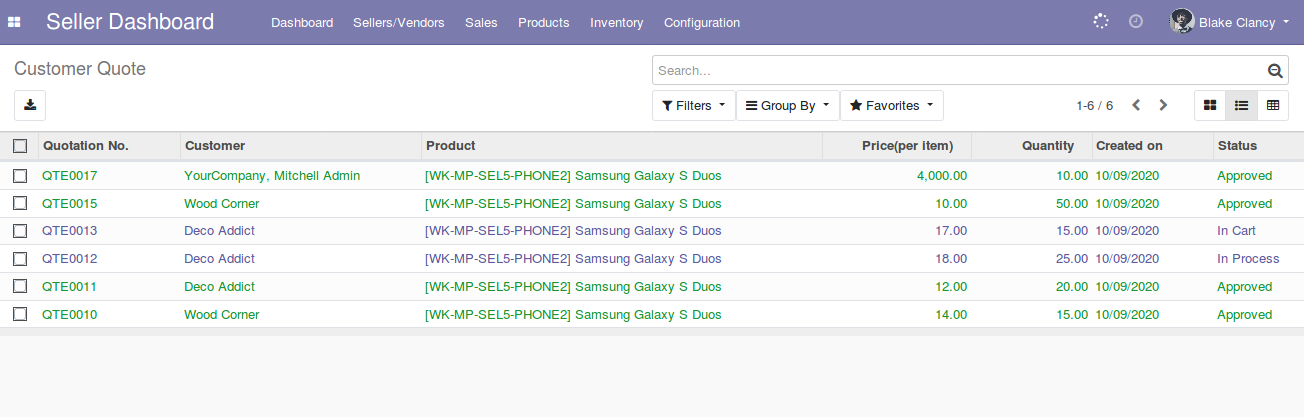 Seller Dashboard Dashboard Sellers/Vendors Sales Products Inventory Configuration Blake Clancy
Customer Quote Search...
Filters Group By Favorites 1-6 / 6
Quotation No. Customer Product Price(per item) Quantity Created on Status
QTE0017 YourCompany, Mitchell Admin [WK-MP-SEL5-PHONE2] Samsung Galaxy S Duos 4,000.00 10.00 10/09/2020 Approved
QTE0015 Wood Corner [WK-MP-SEL5-PHONE2] Samsung Galaxy S Duos 10.00 50.00 10/09/2020 Approved
QTE0013 Deco Addict [WK-MP-SEL5-PHONE2] Samsung Galaxy S Duos 17.00 15.00 10/09/2020 In Cart
QTE0012 Deco Addict [WK-MP-SEL5-PHONE2] Samsung Galaxy S Duos 18.00 25.00 10/09/2020 In Process
QTE0011 Deco Addict [WK-MP-SEL5-PHONE2] Samsung Galaxy S Duos 12.00 20.00 10/09/2020 Approved
QTE0010 Wood Corner [WK-MP-SEL5-PHONE2] Samsung Galaxy S Duos 14.00 15.00 10/09/2020 Approved